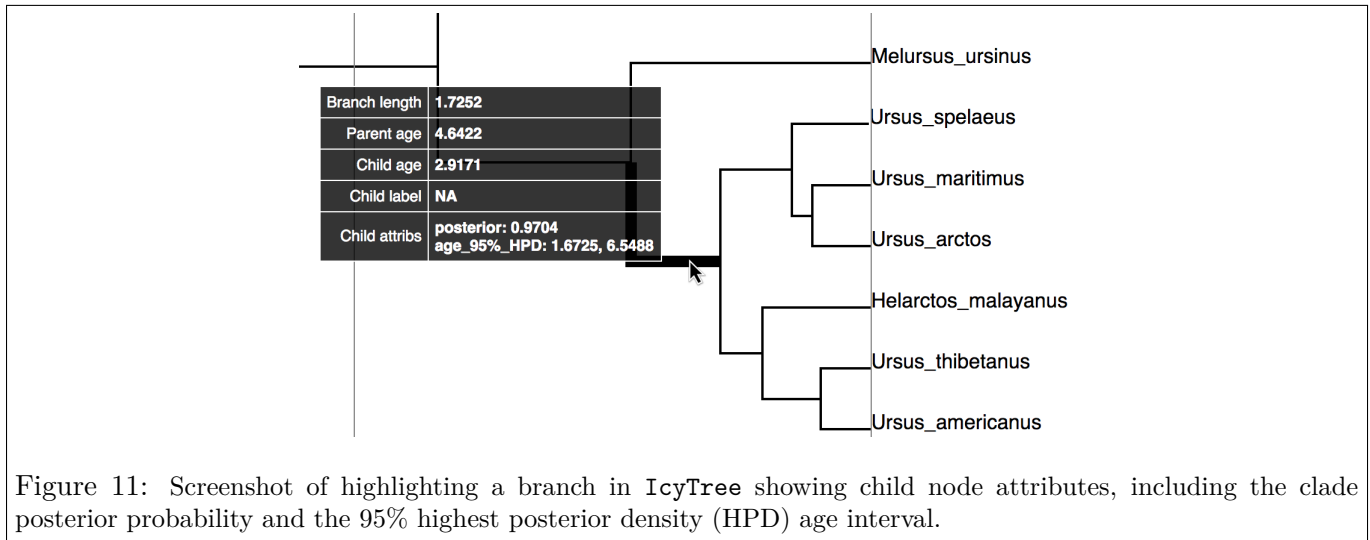 Melursus_ursinus
Branch length 1.7252
Parent age 4.6422
Child age 2.9171
Child label NA
Child attribs posterior: 0.9704
age_95%_HPD: 1.6725, 6.5488
Ursus_spelaeus
Ursus_maritimus
Ursus_arctos
Helarctos_malayanus
Ursus_thibetanus
Ursus_americanus
Figure 11: Screenshot of highlighting a branch in IcyTree showing child node attributes, including the clade
posterior probability and the 95% highest posterior density (HPD) age interval.